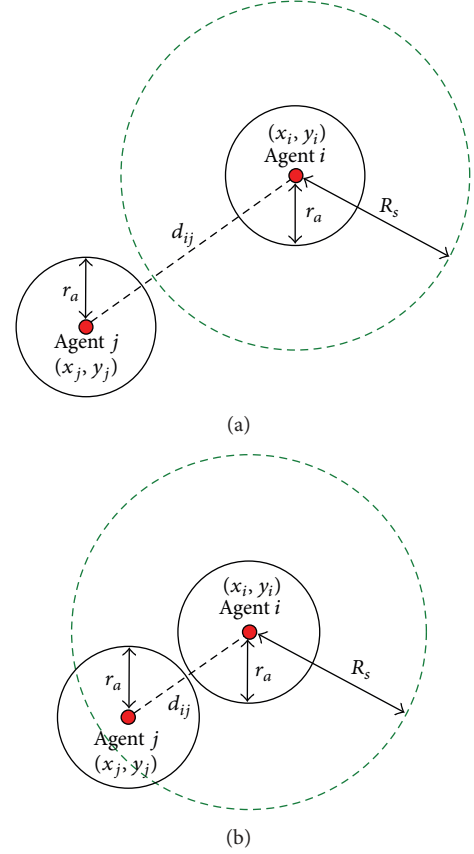 (x_i, y_i)
Agent i
r_a
R_s
d_ij
r_a
Agent j
(x_j, y_j)
(a)
(x_i, y_i)
Agent i
r_a
R_s
r_a
d_ij
Agent j
(x_j, y_j)
(b)